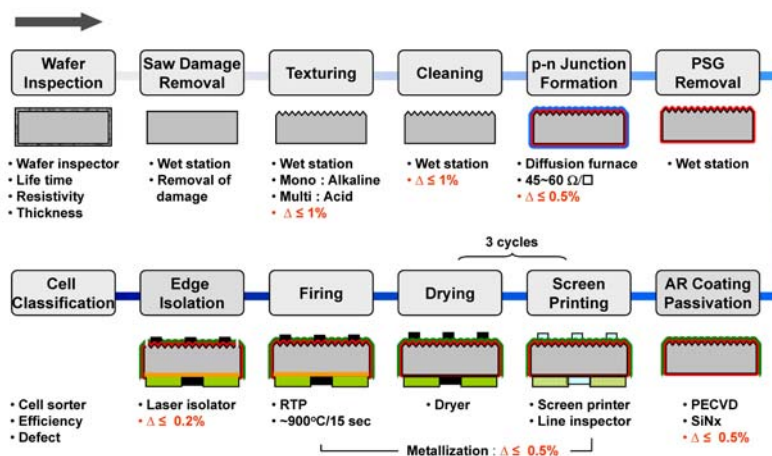 Wafer
Inspection
Saw Damage
Removal
Texturing
Cleaning
p-n Junction
Formation
PSG
Removal
• Wafer inspector
• Life time
• Resistivity
• Thickness
• Wet station
• Removal of
damage
• Wet station
• Mono : Alkaline
• Multi : Acid
• Δ ≤ 1%
• Wet station
• Δ ≤ 1%
• Diffusion furnace
• 45~60 Ω/□
• Δ ≤ 0.5%
• Wet station
3 cycles
Cell
Classification
Edge
Isolation
Firing
Drying
Screen
Printing
AR Coating
Passivation
• Cell sorter
• Efficiency
• Defect
• Laser isolator
• Δ ≤ 0.2%
• RTP
• ~900°C/15 sec
• Dryer
• Screen printer
• Line inspector
• PECVD
• SiNx
• Δ ≤ 0.5%
Metallization : Δ ≤ 0.5%